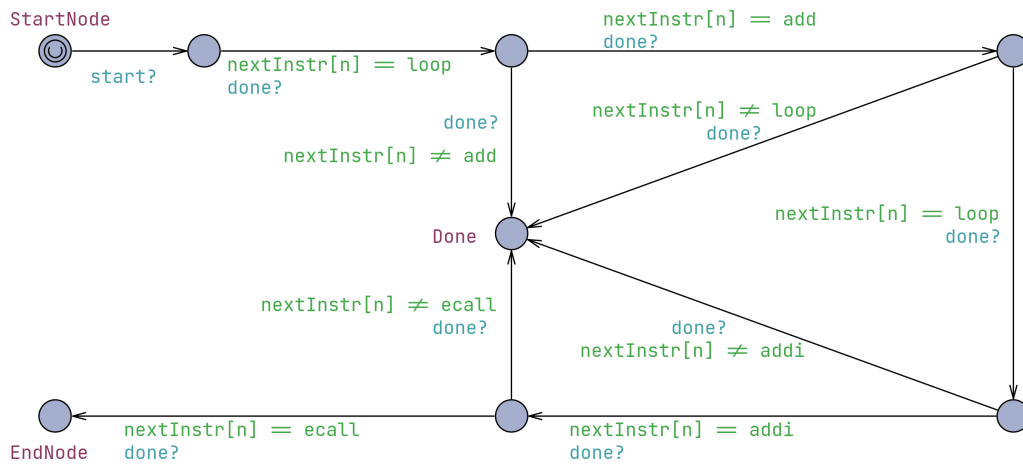 StartNode
start?
nextInstr[n] == loop
done?
nextInstr[n] == add
done?
done?
nextInstr[n] ≠ add
nextInstr[n] ≠ loop
done?
nextInstr[n] == loop
done?
Done
nextInstr[n] ≠ ecall
done?
done?
nextInstr[n] ≠ addi
nextInstr[n] == ecall
done?
nextInstr[n] == addi
done?
EndNode